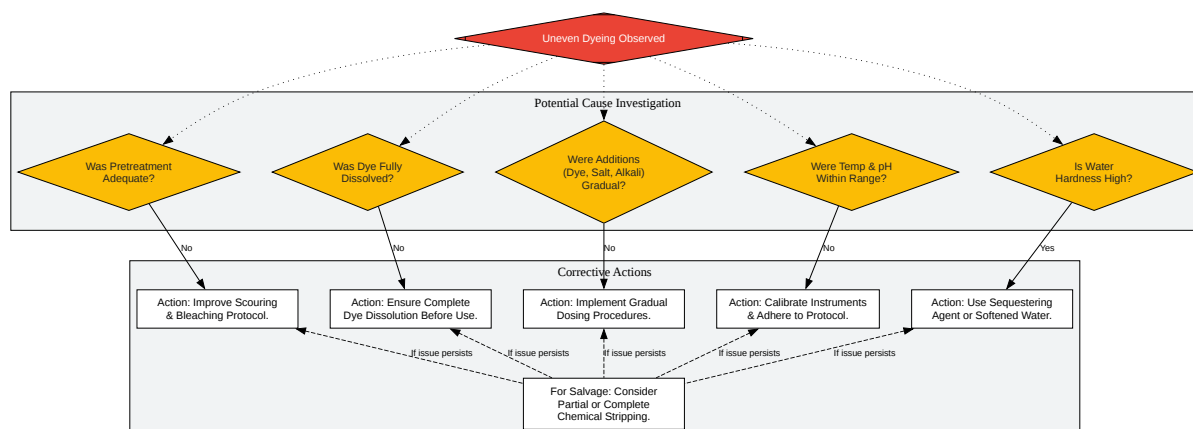 Uneven Dyeing Observed
Potential Cause Investigation
Was Pretreatment
Adequate?
Was Dye Fully
Dissolved?
Were Additions
(Dye, Salt, Alkali)
Gradual?
Were Temp & pH
Within Range?
Is Water
Hardness High?
No
No
No
No
Yes
Corrective Actions
Action: Improve Scouring
& Bleaching Protocol.
Action: Ensure Complete
Dye Dissolution Before Use.
Action: Implement Gradual
Dosing Procedures.
Action: Calibrate Instruments
& Adhere to Protocol.
Action: Use Sequestering
Agent or Softened Water.
If issue persists
If issue persists
If issue persists
If issue persists
If issue persists
For Salvage: Consider
Partial or Complete
Chemical Stripping.